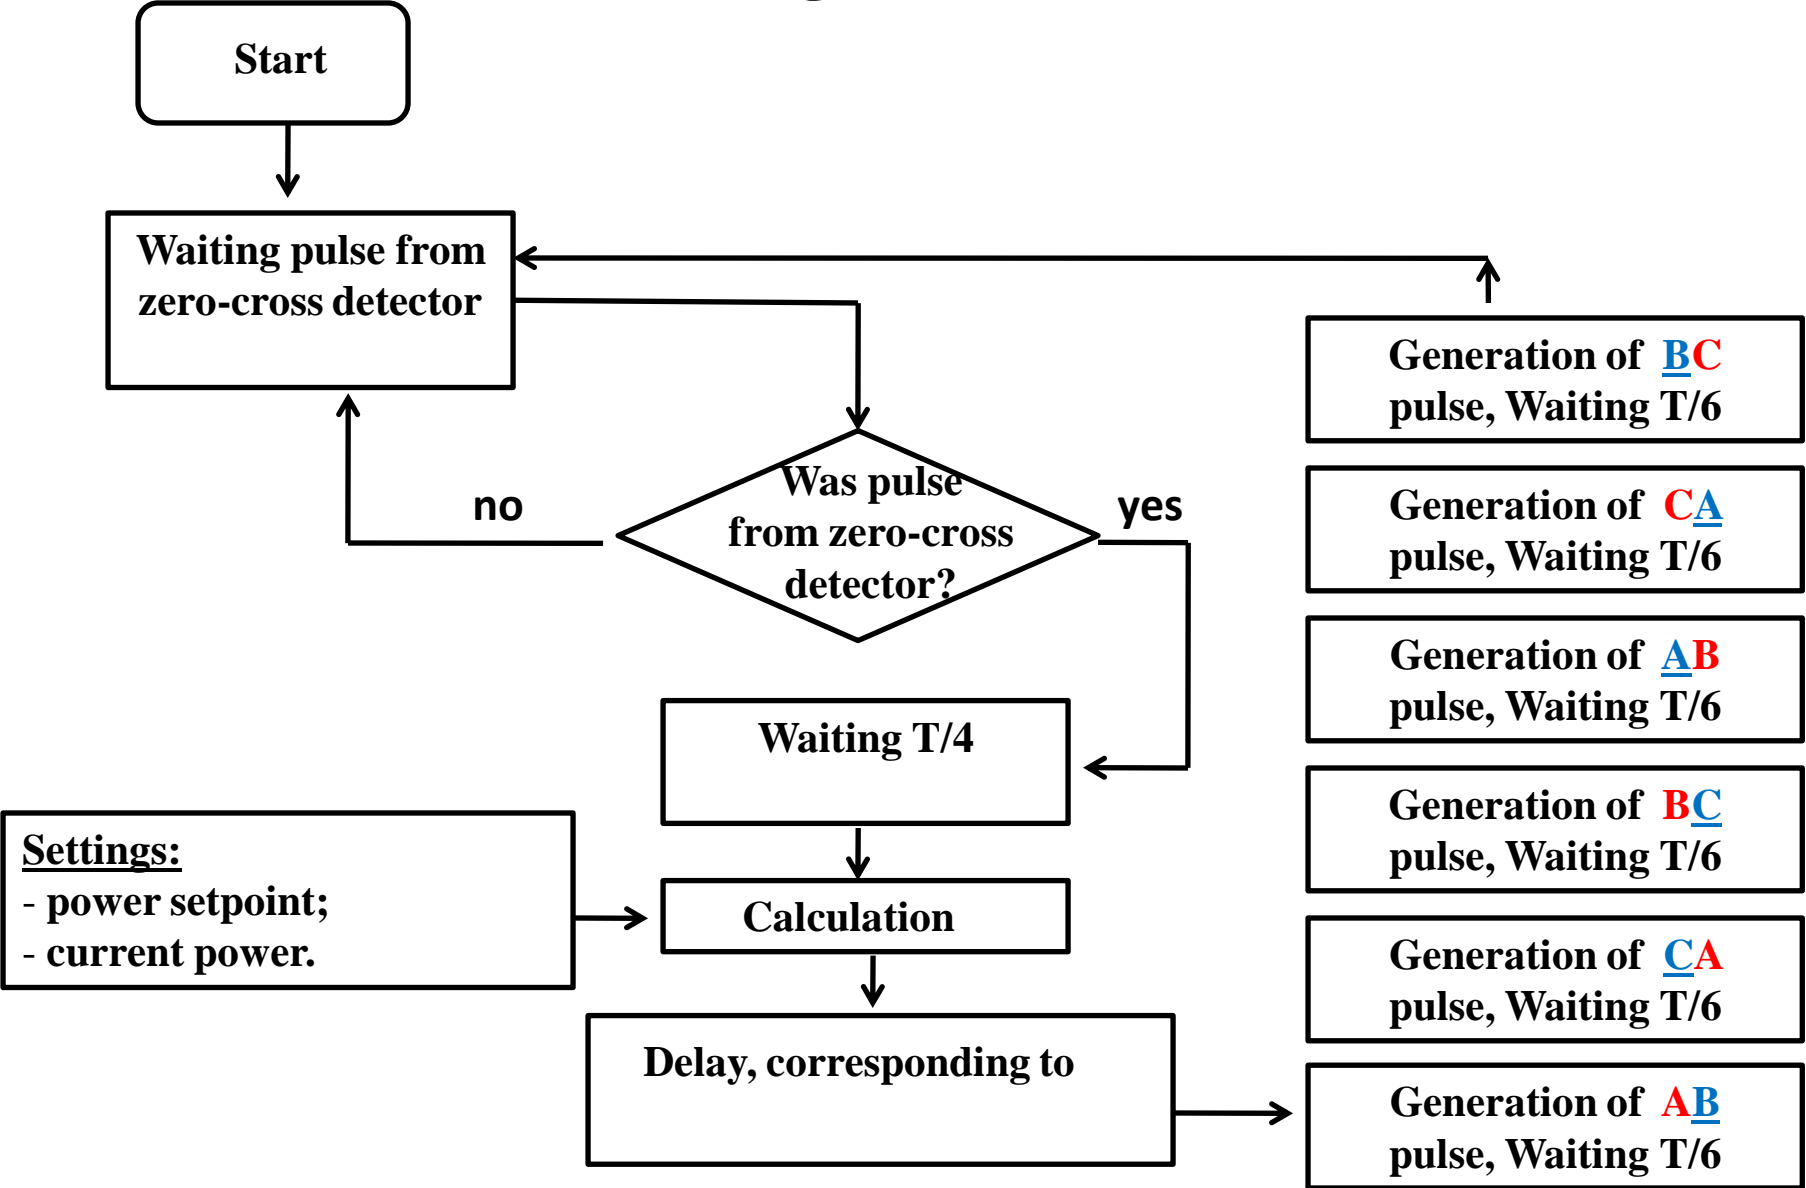 Start
Waiting pulse from
zero-cross detector
Was pulse
from zero-cross
detector?
no
yes
Waiting T/4
Settings:
- power setpoint;
- current power.
Calculation
Delay, corresponding to
Generation of BC
pulse, Waiting T/6
Generation of CA
pulse, Waiting T/6
Generation of AB
pulse, Waiting T/6
Generation of BC
pulse, Waiting T/6
Generation of CA
pulse, Waiting T/6
Generation of AB
pulse, Waiting T/6